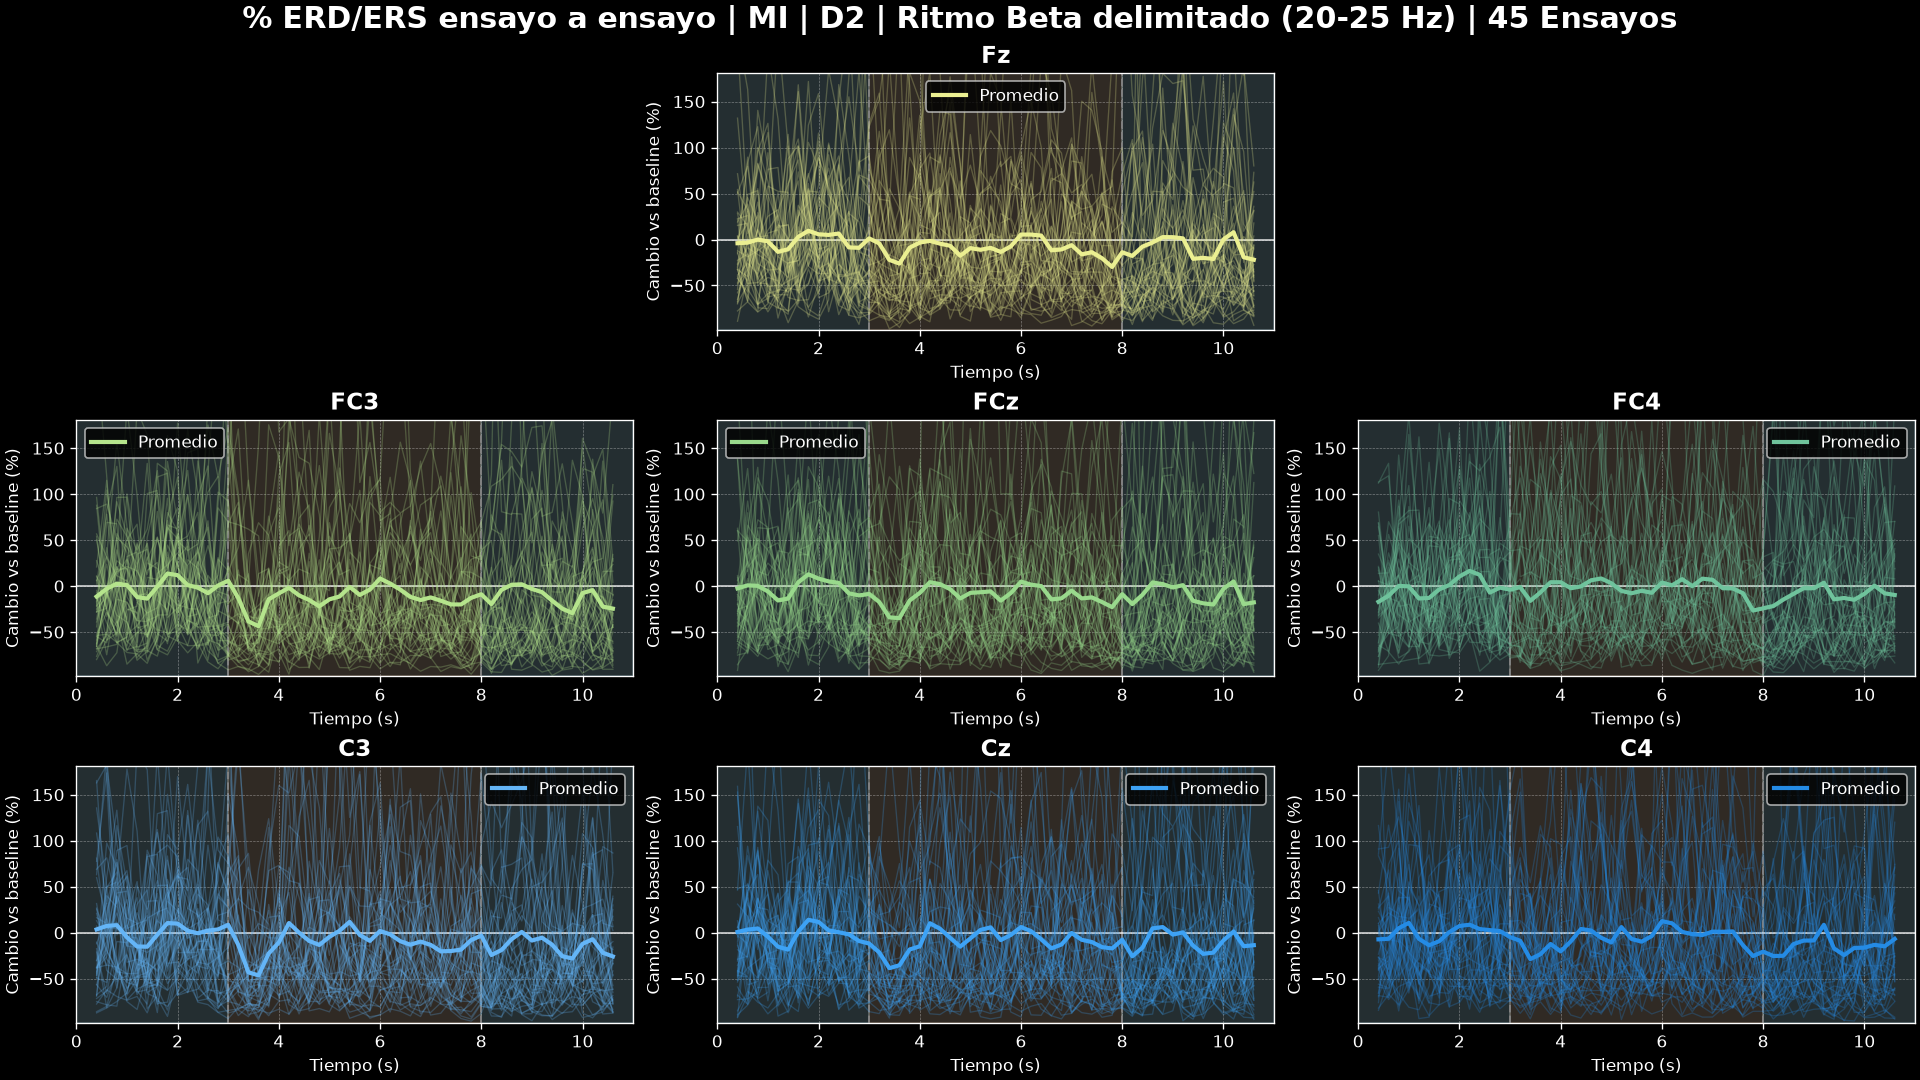 % ERD/ERS ensayo a ensayo | MI | D2 | Ritmo Beta delimitado (20-25 Hz) | 45 Ensayos
Fz
Cambio vs baseline (%)
150
100
50
0
−50
Promedio
0 2 4 6 8 10
Tiempo (s)
FC3
Cambio vs baseline (%)
150
100
50
0
−50
Promedio
0 2 4 6 8 10
Tiempo (s)
FCz
Cambio vs baseline (%)
150
100
50
0
−50
Promedio
0 2 4 6 8 10
Tiempo (s)
FC4
Cambio vs baseline (%)
150
100
50
0
−50
Promedio
0 2 4 6 8 10
Tiempo (s)
C3
Cambio vs baseline (%)
150
100
50
0
−50
Promedio
0 2 4 6 8 10
Tiempo (s)
Cz
Cambio vs baseline (%)
150
100
50
0
−50
Promedio
0 2 4 6 8 10
Tiempo (s)
C4
Cambio vs baseline (%)
150
100
50
0
−50
Promedio
0 2 4 6 8 10
Tiempo (s)